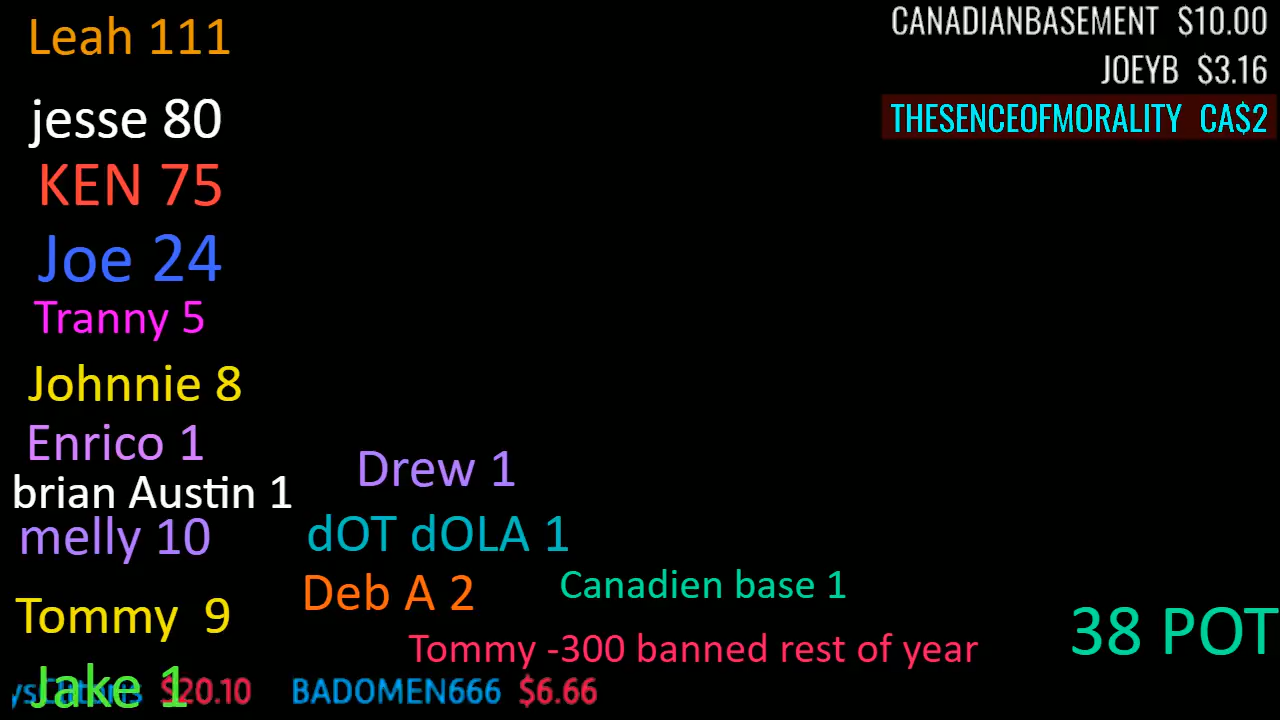 Leah 111
CANADIANBASEMENT $10.00
JOEYB $3.16
THESENCEOFMORALITY CA$2
jesse 80
KEN 75
Joe 24
Tranny 5
Johnnie 8
Enrico 1
Drew 1
brian Austin 1
melly 10
dOT dOLA 1
Deb A 2
Canadien base 1
Tommy 9
38 POT
Tommy -300 banned rest of year
Jake 1
$20.10 BADOMEN666 $6.66